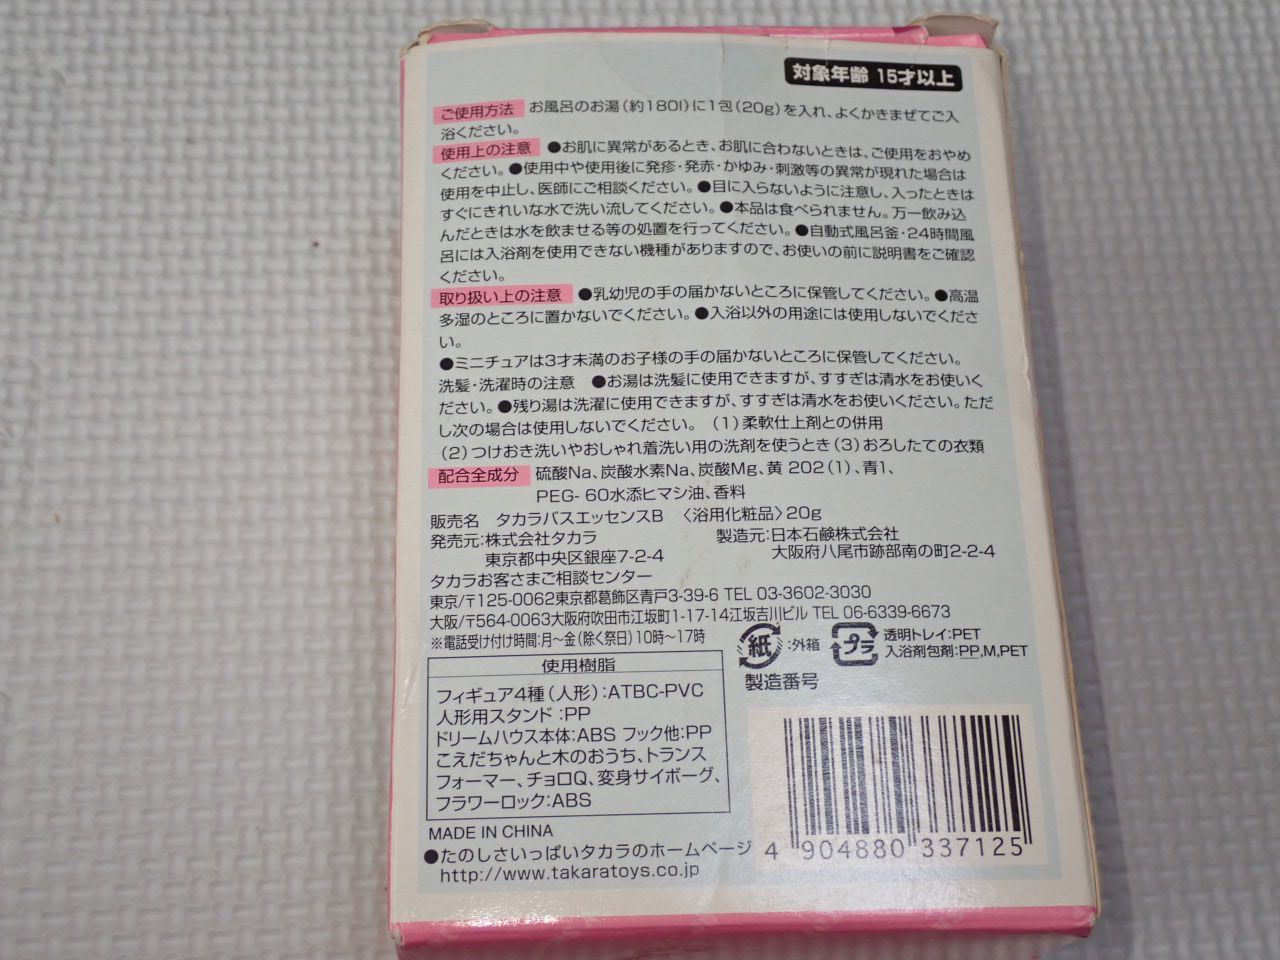 対象年齢 15才以上
ご使用方法 お風呂のお湯(約180l)に1包(20g)を入れ、よくかきまぜてご入
浴ください。
使用上の注意 ●お肌に異常があるとき、お肌に合わないときは、ご使用をおやめ
ください。●使用中や使用後に発疹・発赤・かゆみ・刺激等の異常が現れた場合は
使用を中止し、医師にご相談ください。●目に入らないように注意し、入ったときは
すぐにきれいな水で洗い流してください。●本品は食べられません。万一飲み込
んだときは水を飲ませる等の処置を行ってください。●自動式風呂釜・24時間風
呂には入浴剤を使用できない機種がありますので、お使いの前に説明書をご確認
ください。
取り扱い上の注意 ●乳幼児の手の届かないところに保管してください。●高温
多湿のところに置かないでください。●入浴以外の用途には使用しないでくださ
い。
●ミニチュアは3才未満のお子様の手の届かないところに保管してください。
洗髪・洗濯時の注意 ●お湯は洗髪に使用できますが、すすぎは清水をお使いく
ださい。●残り湯は洗濯に使用できますが、すすぎは清水をお使いください。ただ
し次の場合は使用しないでください。(1)柔軟仕上剤との併用
(2)つけおき洗いやおしゃれ着洗い用の洗剤を使うとき(3)おろしたての衣類
配合全成分 硫酸Na、炭酸水素Na、炭酸Mg、黄202(1)、青1、
PEG-60水添ヒマシ油、香料
販売名 タカラバスエッセンスB 〈浴用化粧品〉20g
発売元:株式会社タカラ 製造元:日本石鹸株式会社
東京都中央区銀座7-2-4 大阪府八尾市跡部南の町2-2-4
タカラお客さまご相談センター
東京/〒125-0062東京都葛飾区青戸3-39-6 TEL 03-3602-3030
大阪/〒564-0063大阪府吹田市江坂町1-17-14江坂吉川ビル TEL 06-6339-6673
※電話受け付け時間:月〜金(除く祭日)10時〜17時
紙 :外箱 プラ 透明トレイ:PET
入浴剤包剤:PP,M,PET
製造番号
使用樹脂
フィギュア4種(人形):ATBC-PVC
人形用スタンド:PP
ドリームハウス本体:ABS フック他:PP
こえだちゃんと木のおうち、トランス
フォーマー、チョロQ、変身サイボーグ、
フラワーロック:ABS
MADE IN CHINA
●たのしさいっぱいタカラのホームページ
http://www.takaratoys.co.jp
4 904880 337125